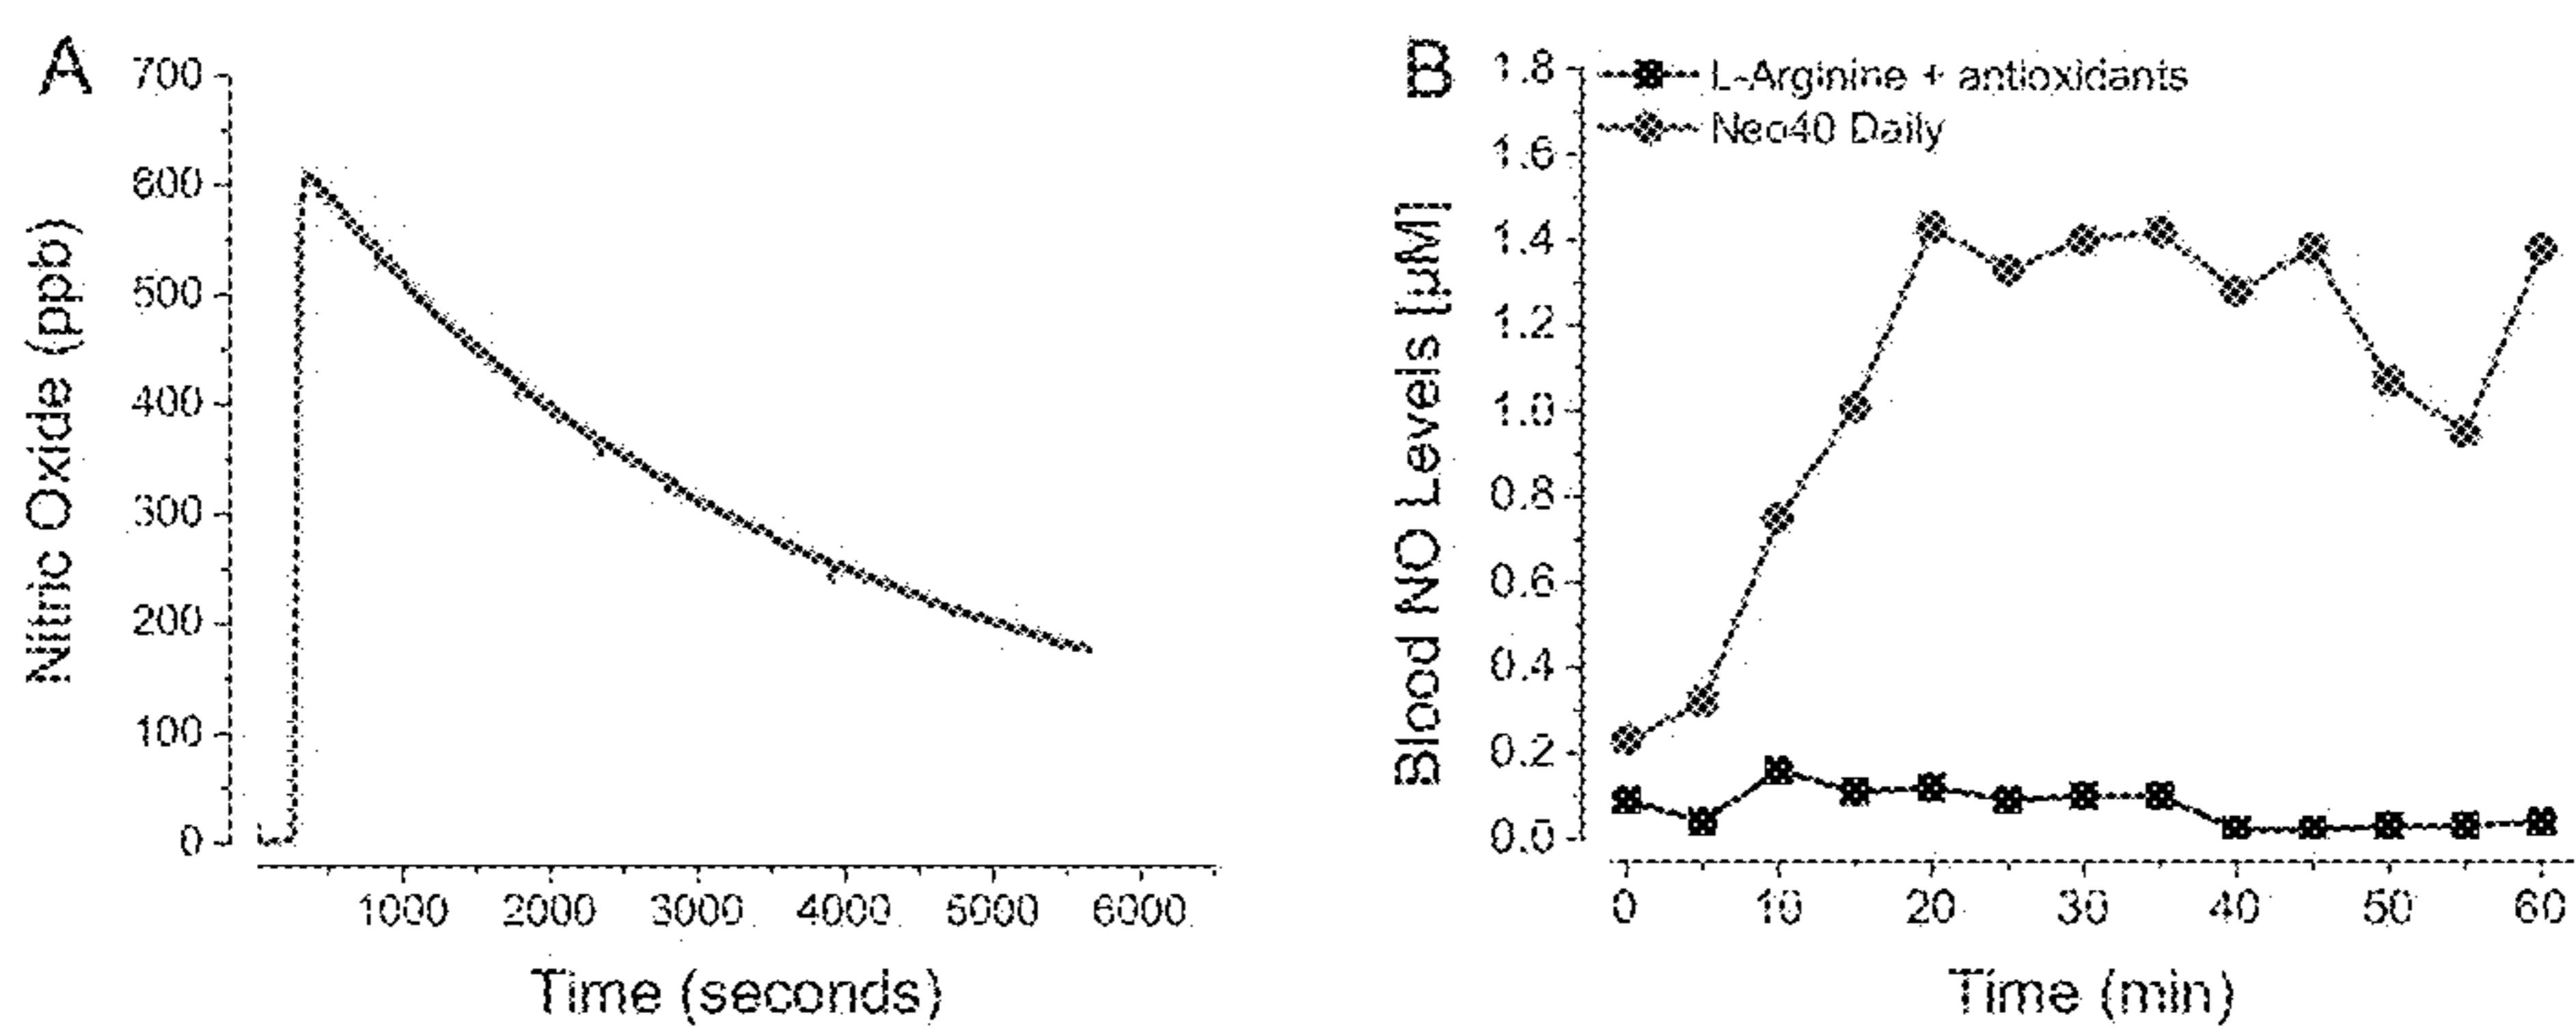 A
700
600
500
400
300
200
100
0
Nitric Oxide (ppb)
1000 2000 3000 4000 5000 6000
Time (seconds)
B
L-Arginine + antioxidants
Neo40 Daily
1.8
1.6
1.4
1.2
1.0
0.8
0.6
0.4
0.2
0.0
Blood NO Levels [µM]
0 10 20 30 40 50 60
Time (min)